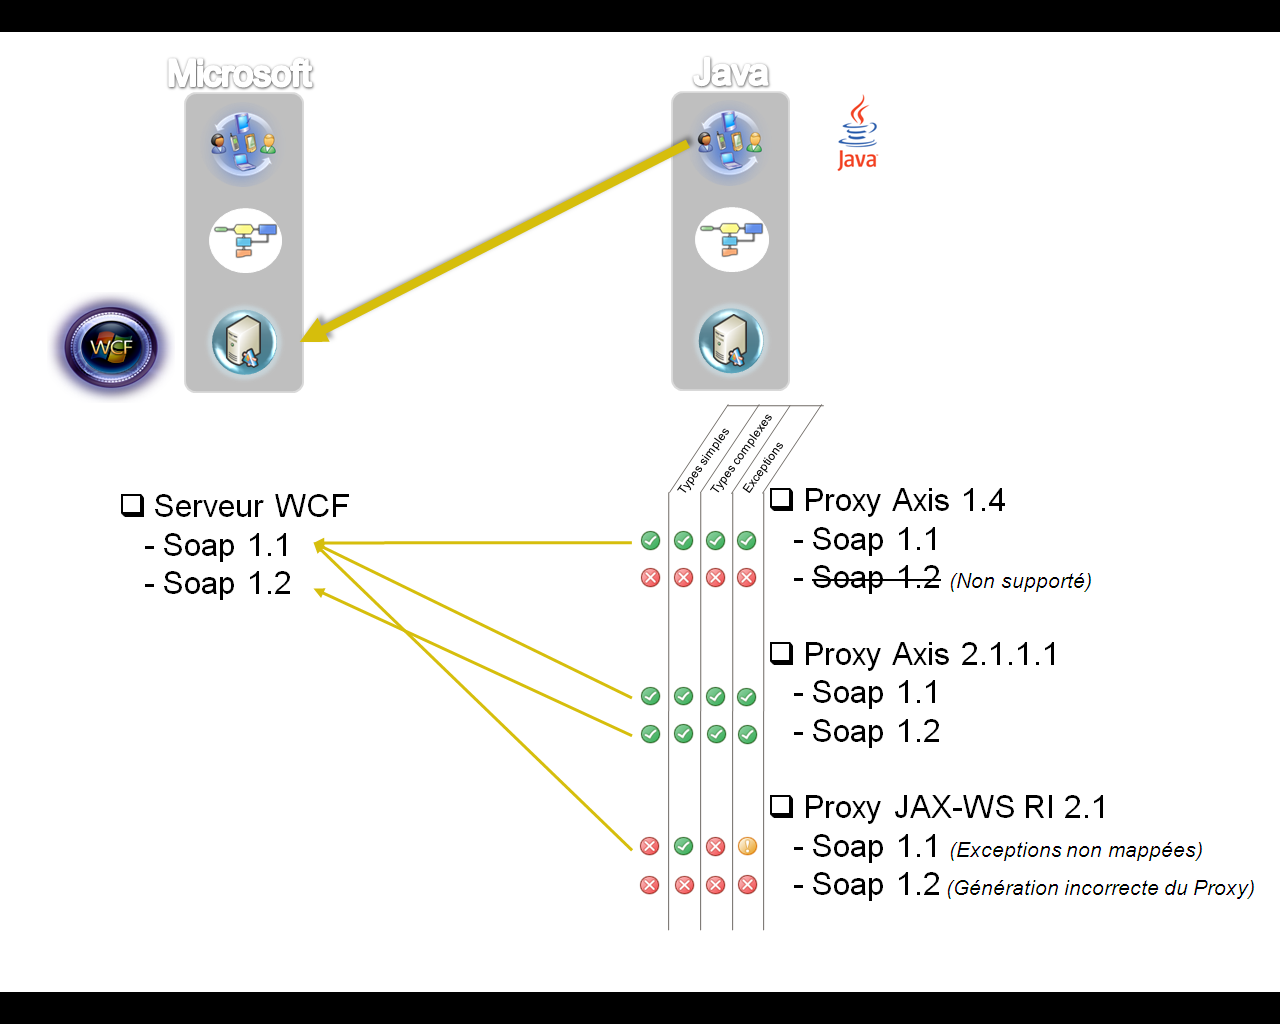 Microsoft
Java
Java
WCF
Types simples
Types complexes
Exceptions
Serveur WCF
- Soap 1.1
- Soap 1.2
Proxy Axis 1.4
- Soap 1.1
- Soap 1.2 (Non supporté)
Proxy Axis 2.1.1.1
- Soap 1.1
- Soap 1.2
Proxy JAX-WS RI 2.1
- Soap 1.1 (Exceptions non mappées)
- Soap 1.2 (Génération incorrecte du Proxy)